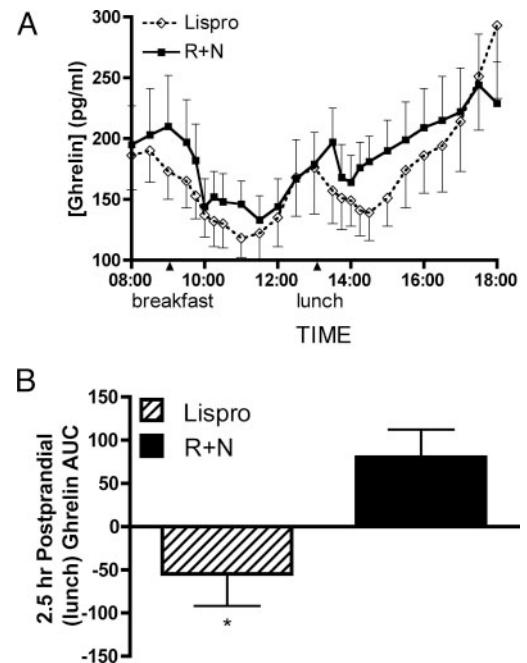 A
Lispro
R+N
[Ghrelin] (pg/ml)
300
250
200
150
100
08:00 10:00 12:00 14:00 16:00 18:00
breakfast lunch
TIME
B
Lispro
R+N
2.5 hr Postprandial
(lunch) Ghrelin AUC
150
100
50
0
-50
-100
-150
*